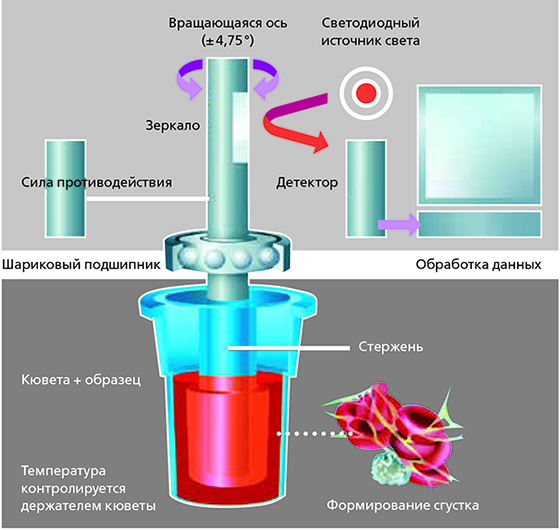 Вращающаяся ось
(±4,75°)
Светодиодный
источник света
Зеркало
Сила противодействия
Детектор
Шариковый подшипник
Обработка данных
Стержень
Кювета + образец
Температура
контролируется
держателем кюветы
Формирование сгустка